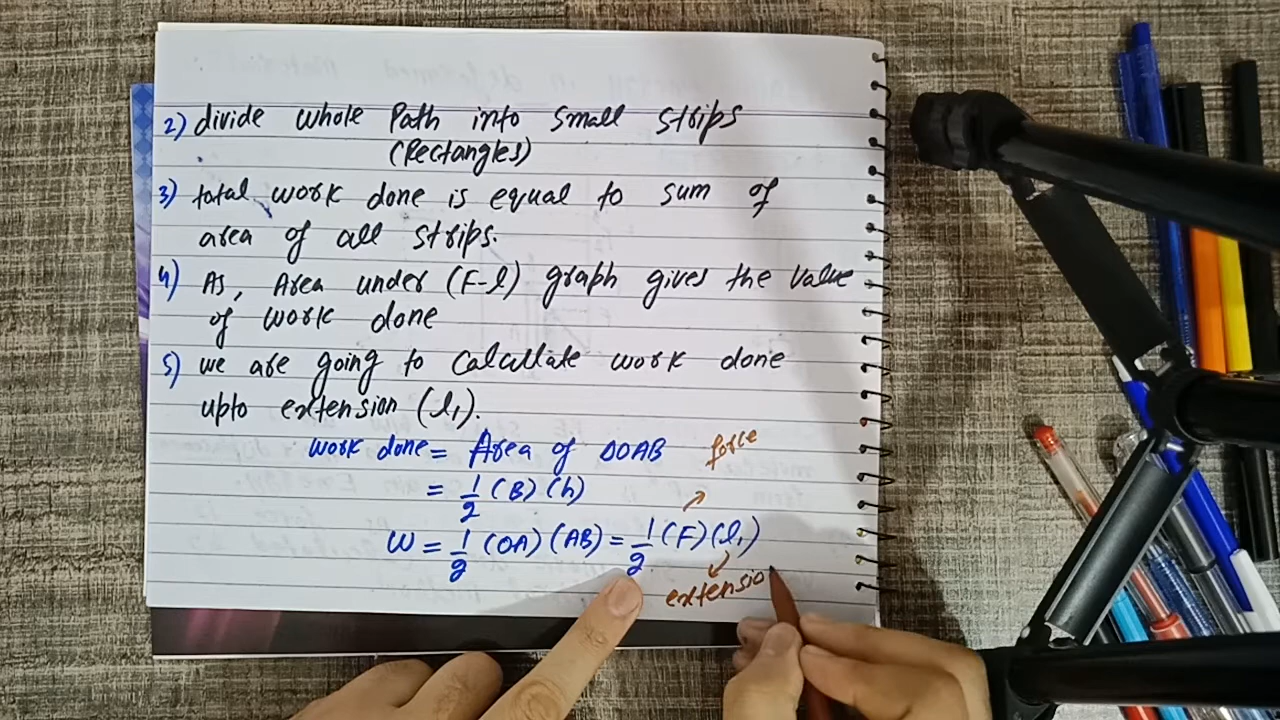 2) divide whole Path into small strips
(Rectangles)
3) total work done is equal to sum of
area of all strips.
4) As, Area under (F-l) graph gives the value
of work done
5) we are going to calculate work done
upto extension (l₁).
work done = Area of ΔOAB
force
= 1/2 (B) (h)
W = 1/2 (OA) (AB) = 1/2 (F) (l₁)
extensio